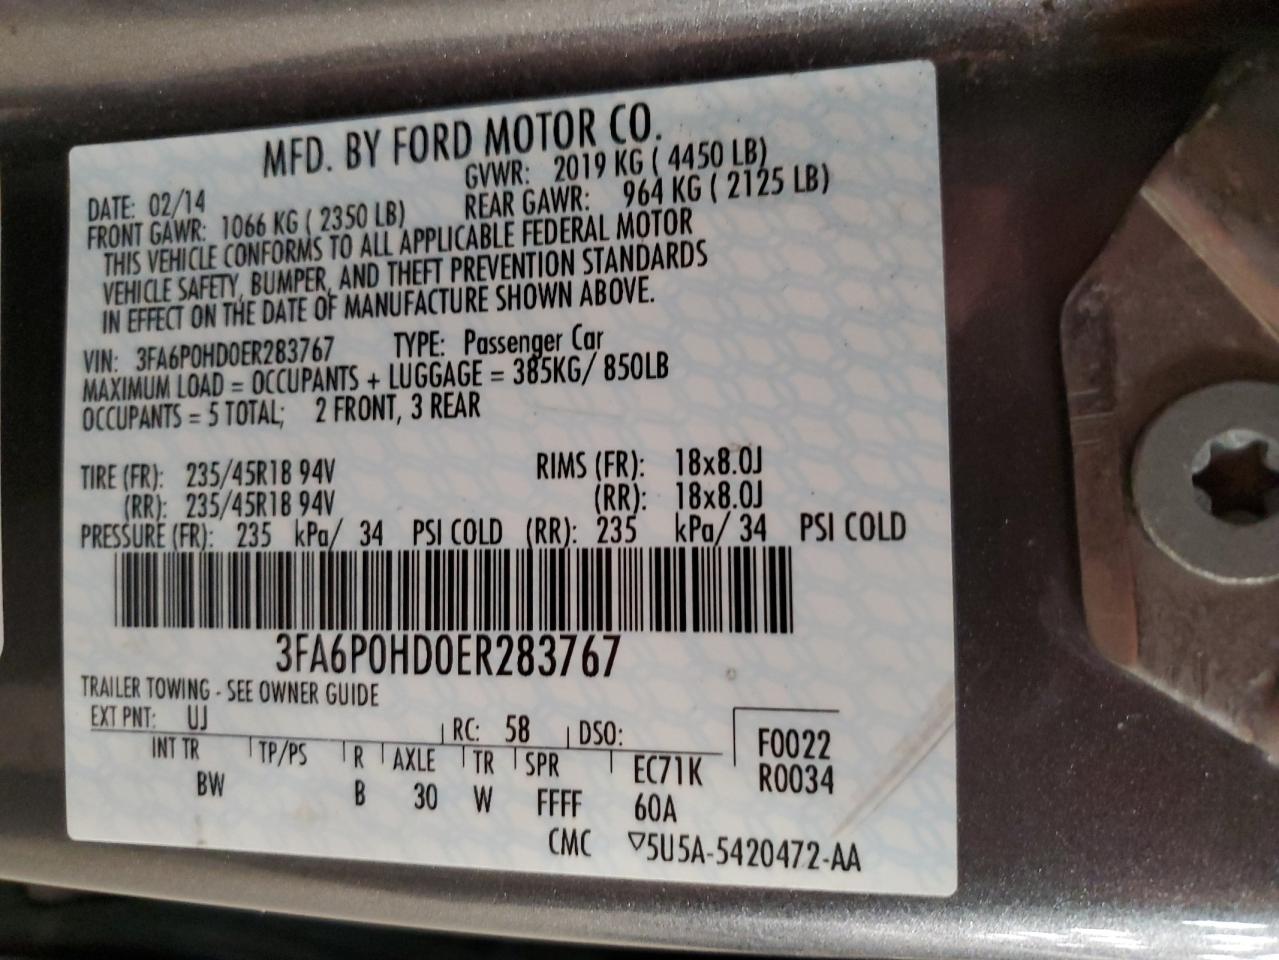 MFD. BY FORD MOTOR CO.
DATE: 02/14 GVWR: 2019 KG ( 4450 LB)
FRONT GAWR: 1066 KG ( 2350 LB) REAR GAWR: 964 KG ( 2125 LB)
THIS VEHICLE CONFORMS TO ALL APPLICABLE FEDERAL MOTOR
VEHICLE SAFETY, BUMPER, AND THEFT PREVENTION STANDARDS
IN EFFECT ON THE DATE OF MANUFACTURE SHOWN ABOVE.
VIN: 3FA6P0HD0ER283767 TYPE: Passenger Car
MAXIMUM LOAD = OCCUPANTS + LUGGAGE = 385KG/ 850LB
OCCUPANTS = 5 TOTAL; 2 FRONT, 3 REAR
TIRE (FR): 235/45R18 94V RIMS (FR): 18x8.0J
(RR): 235/45R18 94V (RR): 18x8.0J
PRESSURE (FR): 235 kPa/ 34 PSI COLD (RR): 235 kPa/ 34 PSI COLD
3FA6P0HD0ER283767
TRAILER TOWING - SEE OWNER GUIDE
EXT PNT: UJ RC: 58 DSO: F0022
INT TR TP/PS R AXLE TR SPR EC71K R0034
BW B 30 W FFFF 60A
CMC ▽5U5A-5420472-AA